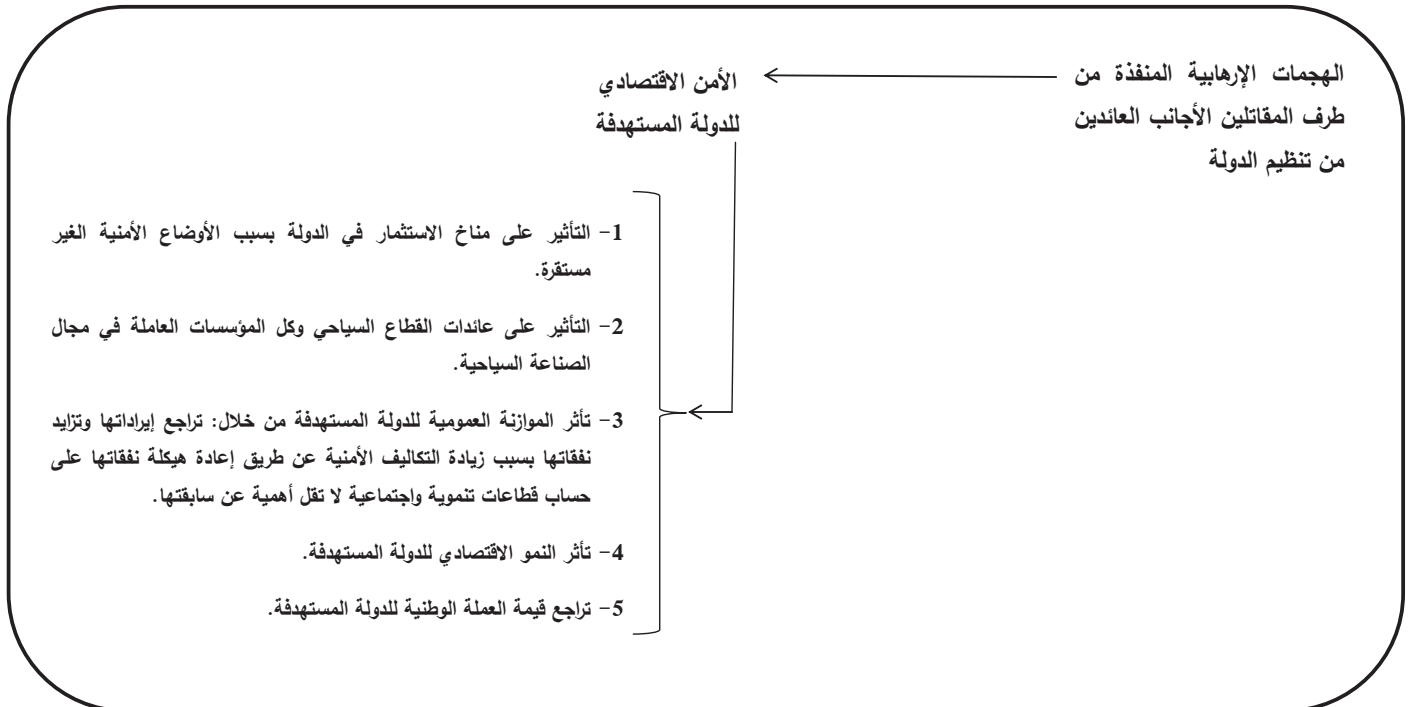 الهجمات الإرهابية المنفذة من
طرف المقاتلين الأجانب العائدين
من تنظيم الدولة
الأمن الاقتصادي
للدولة المستهدفة
1- التأثير على مناخ الاستثمار في الدولة بسبب الأوضاع الأمنية الغير
مستقرة.
2- التأثير على عائدات القطاع السياحي وكل المؤسسات العاملة في مجال
الصناعة السياحية.
3- تأثر الموازنة العمومية للدولة المستهدفة من خلال: تراجع إيراداتها وتزايد
نفقاتها بسبب زيادة التكاليف الأمنية عن طريق إعادة هيكلة نفقاتها على
حساب قطاعات تنموية واجتماعية لا تقل أهمية عن سابقتها.
4- تأثر النمو الاقتصادي للدولة المستهدفة.
5- تراجع قيمة العملة الوطنية للدولة المستهدفة.